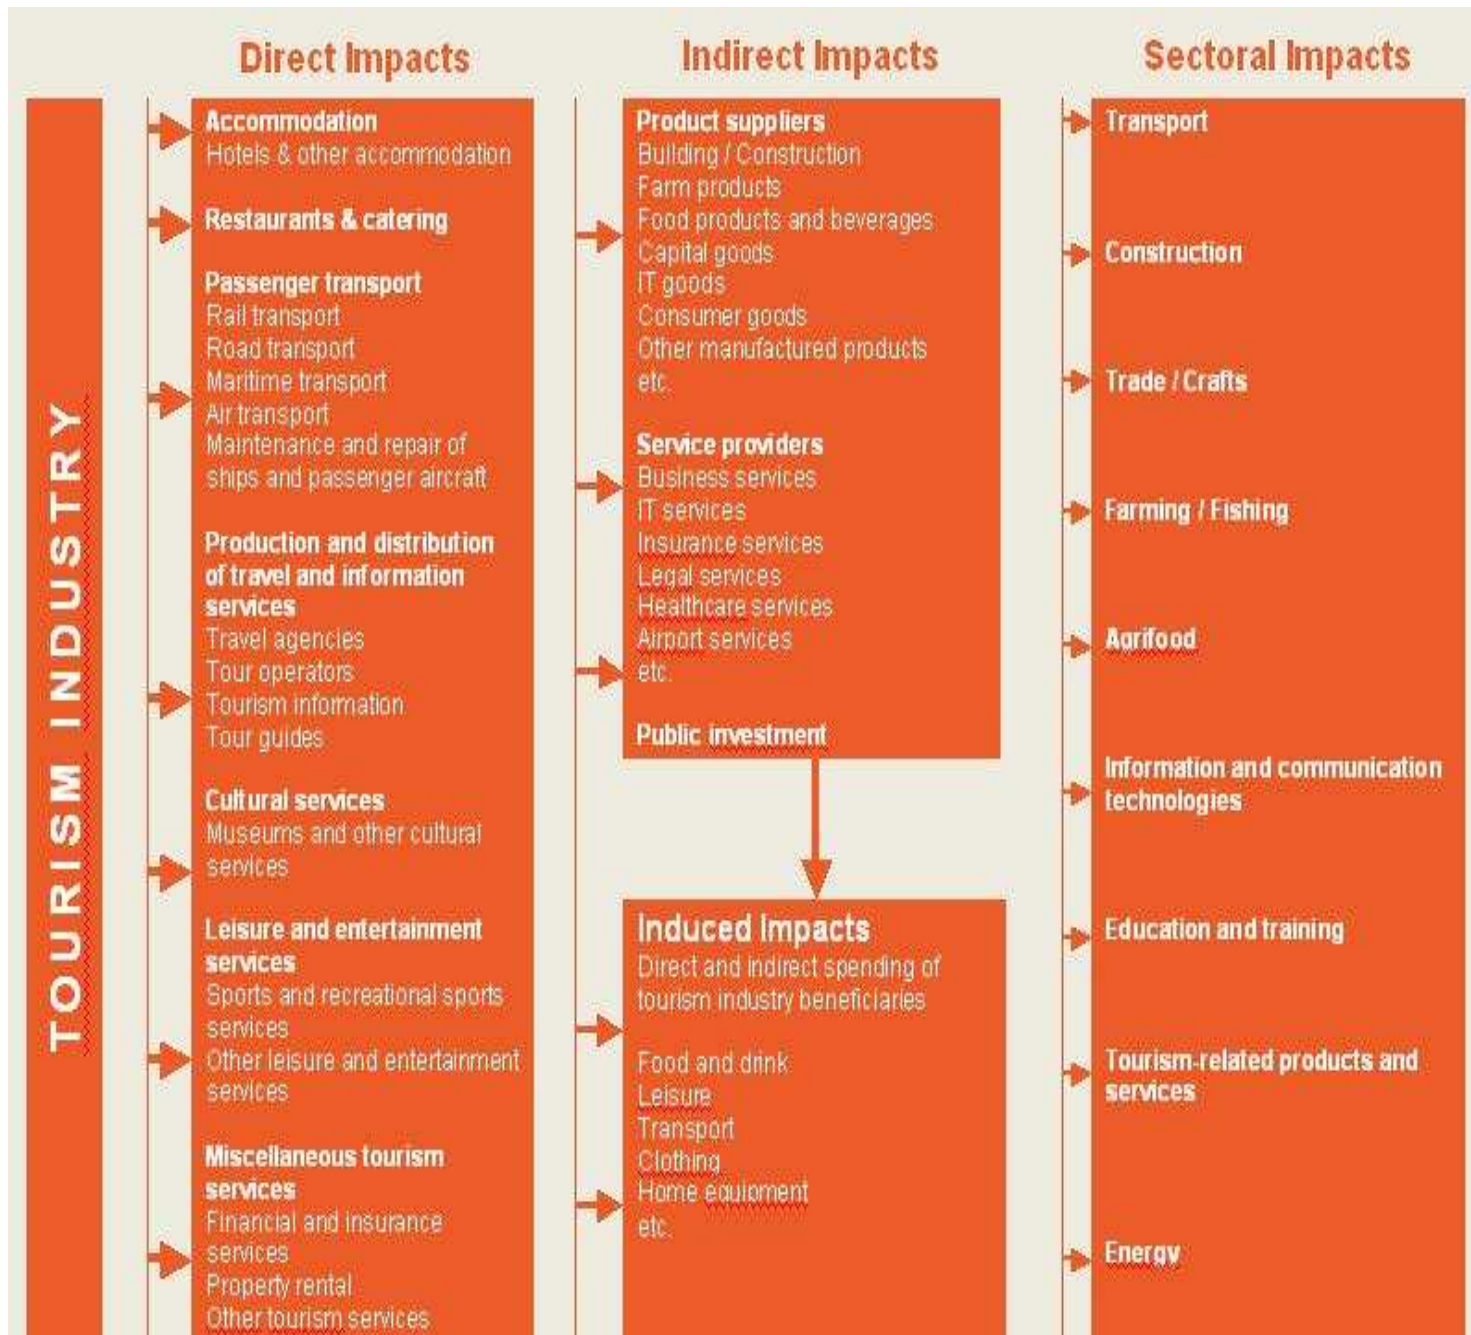 TOURISM INDUSTRY
Direct Impacts
Accommodation
Hotels & other accommodation
Restaurants & catering
Passenger transport
Rail transport
Road transport
Maritime transport
Air transport
Maintenance and repair of
ships and passenger aircraft
Production and distribution
of travel and information
services
Travel agencies
Tour operators
Tourism information
Tour guides
Cultural services
Museums and other cultural
services
Leisure and entertainment
services
Sports and recreational sports
services
Other leisure and entertainment
services
Miscellaneous tourism
services
Financial and insurance
services
Property rental
Other tourism services
Indirect Impacts
Product suppliers
Building / Construction
Farm products
Food products and beverages
Capital goods
IT goods
Consumer goods
Other manufactured products
etc.
Service providers
Business services
IT services
Insurance services
Legal services
Healthcare services
Airport services
etc.
Public investment
Induced Impacts
Direct and indirect spending of
tourism industry beneficiaries
Food and drink
Leisure
Transport
Clothing
Home equipment
etc.
Sectoral Impacts
Transport
Construction
Trade / Crafts
Farming / Fishing
Agrifood
Information and communication
technologies
Education and training
Tourism-related products and
services
Energy